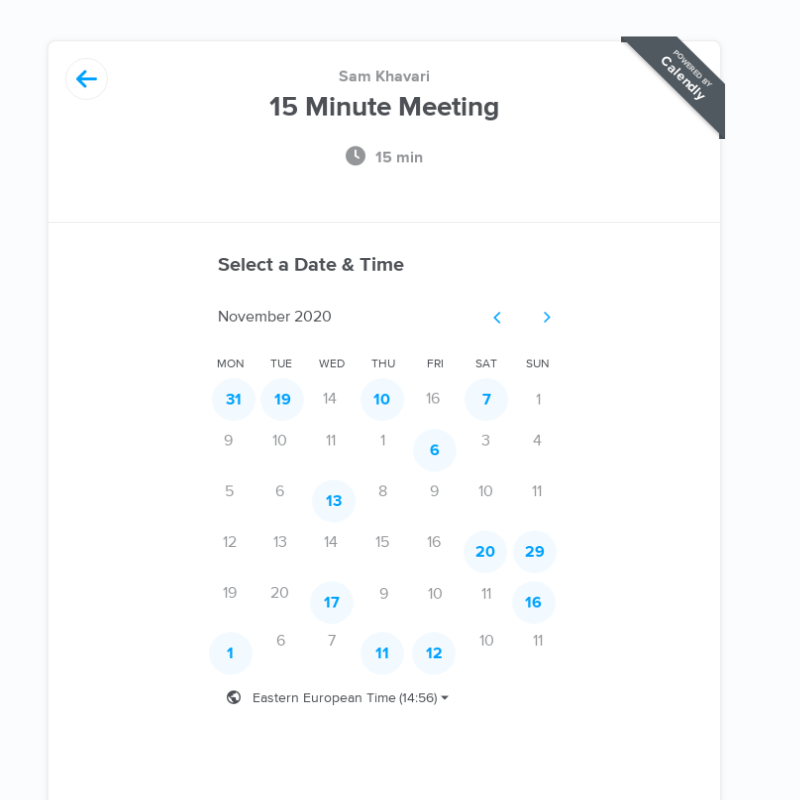 POWERED BY
Calendly
Sam Khavari
15 Minute Meeting
15 min
Select a Date & Time
November 2020
MON TUE WED THU FRI SAT SUN
31 19 14 10 16 7 1
9 10 11 1 6 3 4
5 6 13 8 9 10 11
12 13 14 15 16 20 29
19 20 17 9 10 11 16
1 6 7 11 12 10 11
Eastern European Time (14:56)